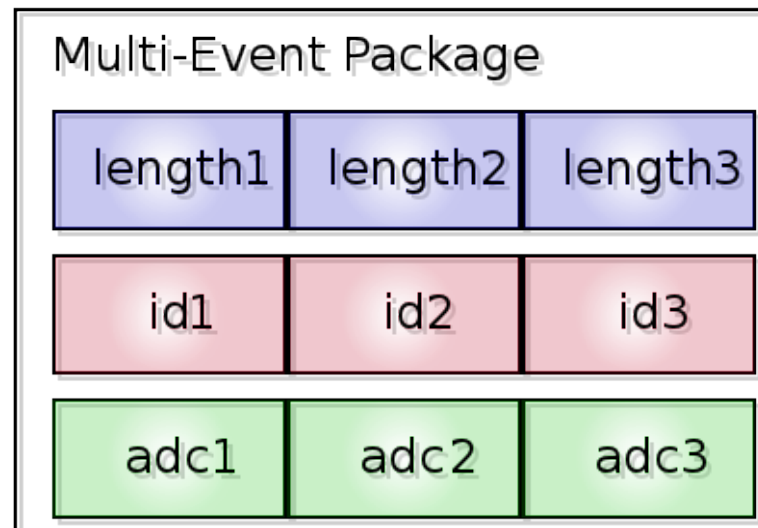 Multi-Event Package
length1 length2 length3
id1 id2 id3
adc1 adc2 adc3